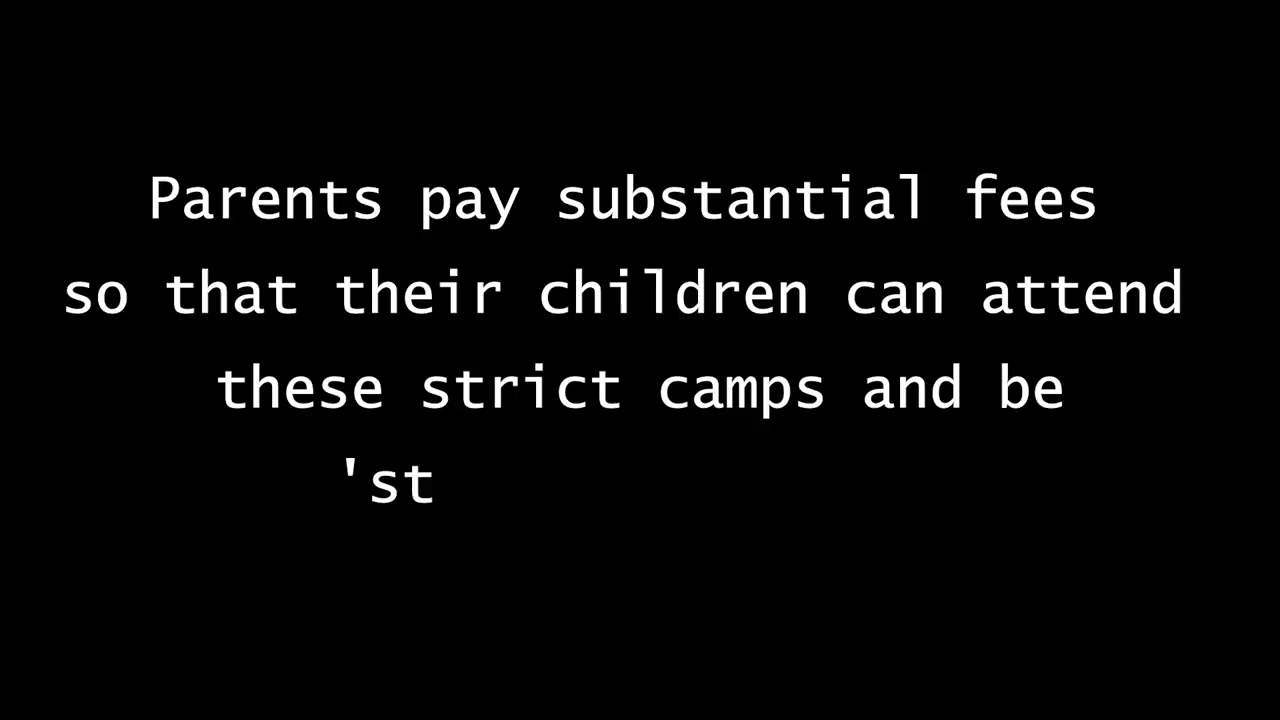 Parents pay substantial fees
so that their children can attend
these strict camps and be
'st